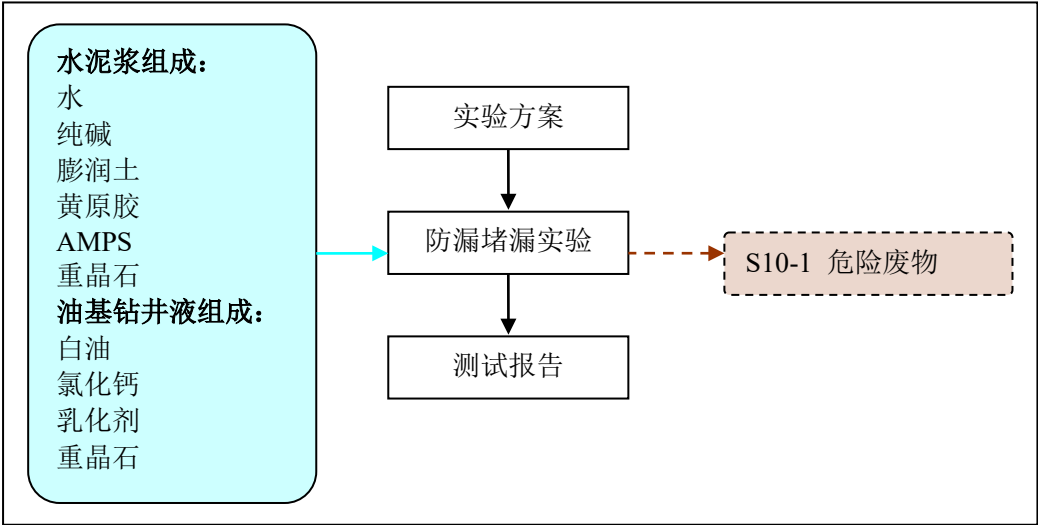 水泥浆组成：
水
纯碱
膨润土
黄原胶
AMPS
重晶石
油基钻井液组成：
白油
氯化钙
乳化剂
重晶石
实验方案
防漏堵漏实验
测试报告
S10-1 危险废物